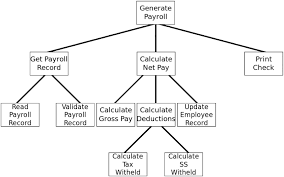 Generate
Payroll
Get Payroll
Record
Calculate
Net Pay
Print
Check
Read
Payroll
Record
Validate
Payroll
Record
Calculate
Gross Pay
Calculate
Deductions
Update
Employee
Record
Calculate
Tax
Witheld
Calculate
SS
Witheld